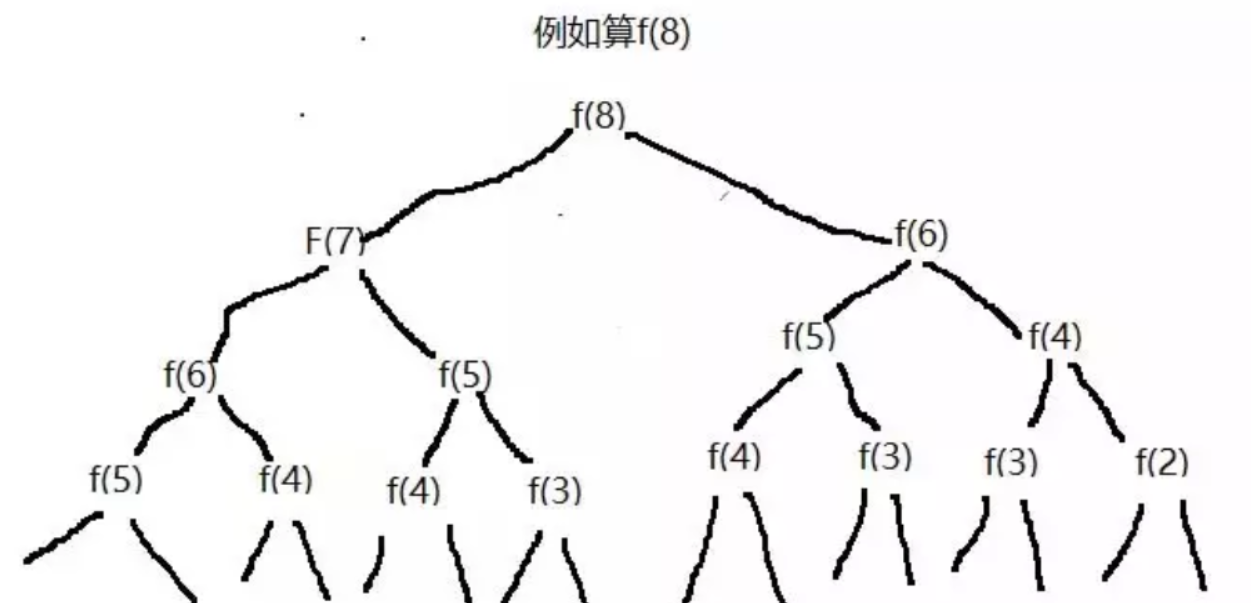 例如算f(8)
f(8)
F(7) f(6)
f(5) f(4)
f(6) f(5)
f(4) f(3) f(3) f(2)
f(5) f(4) f(4) f(3)